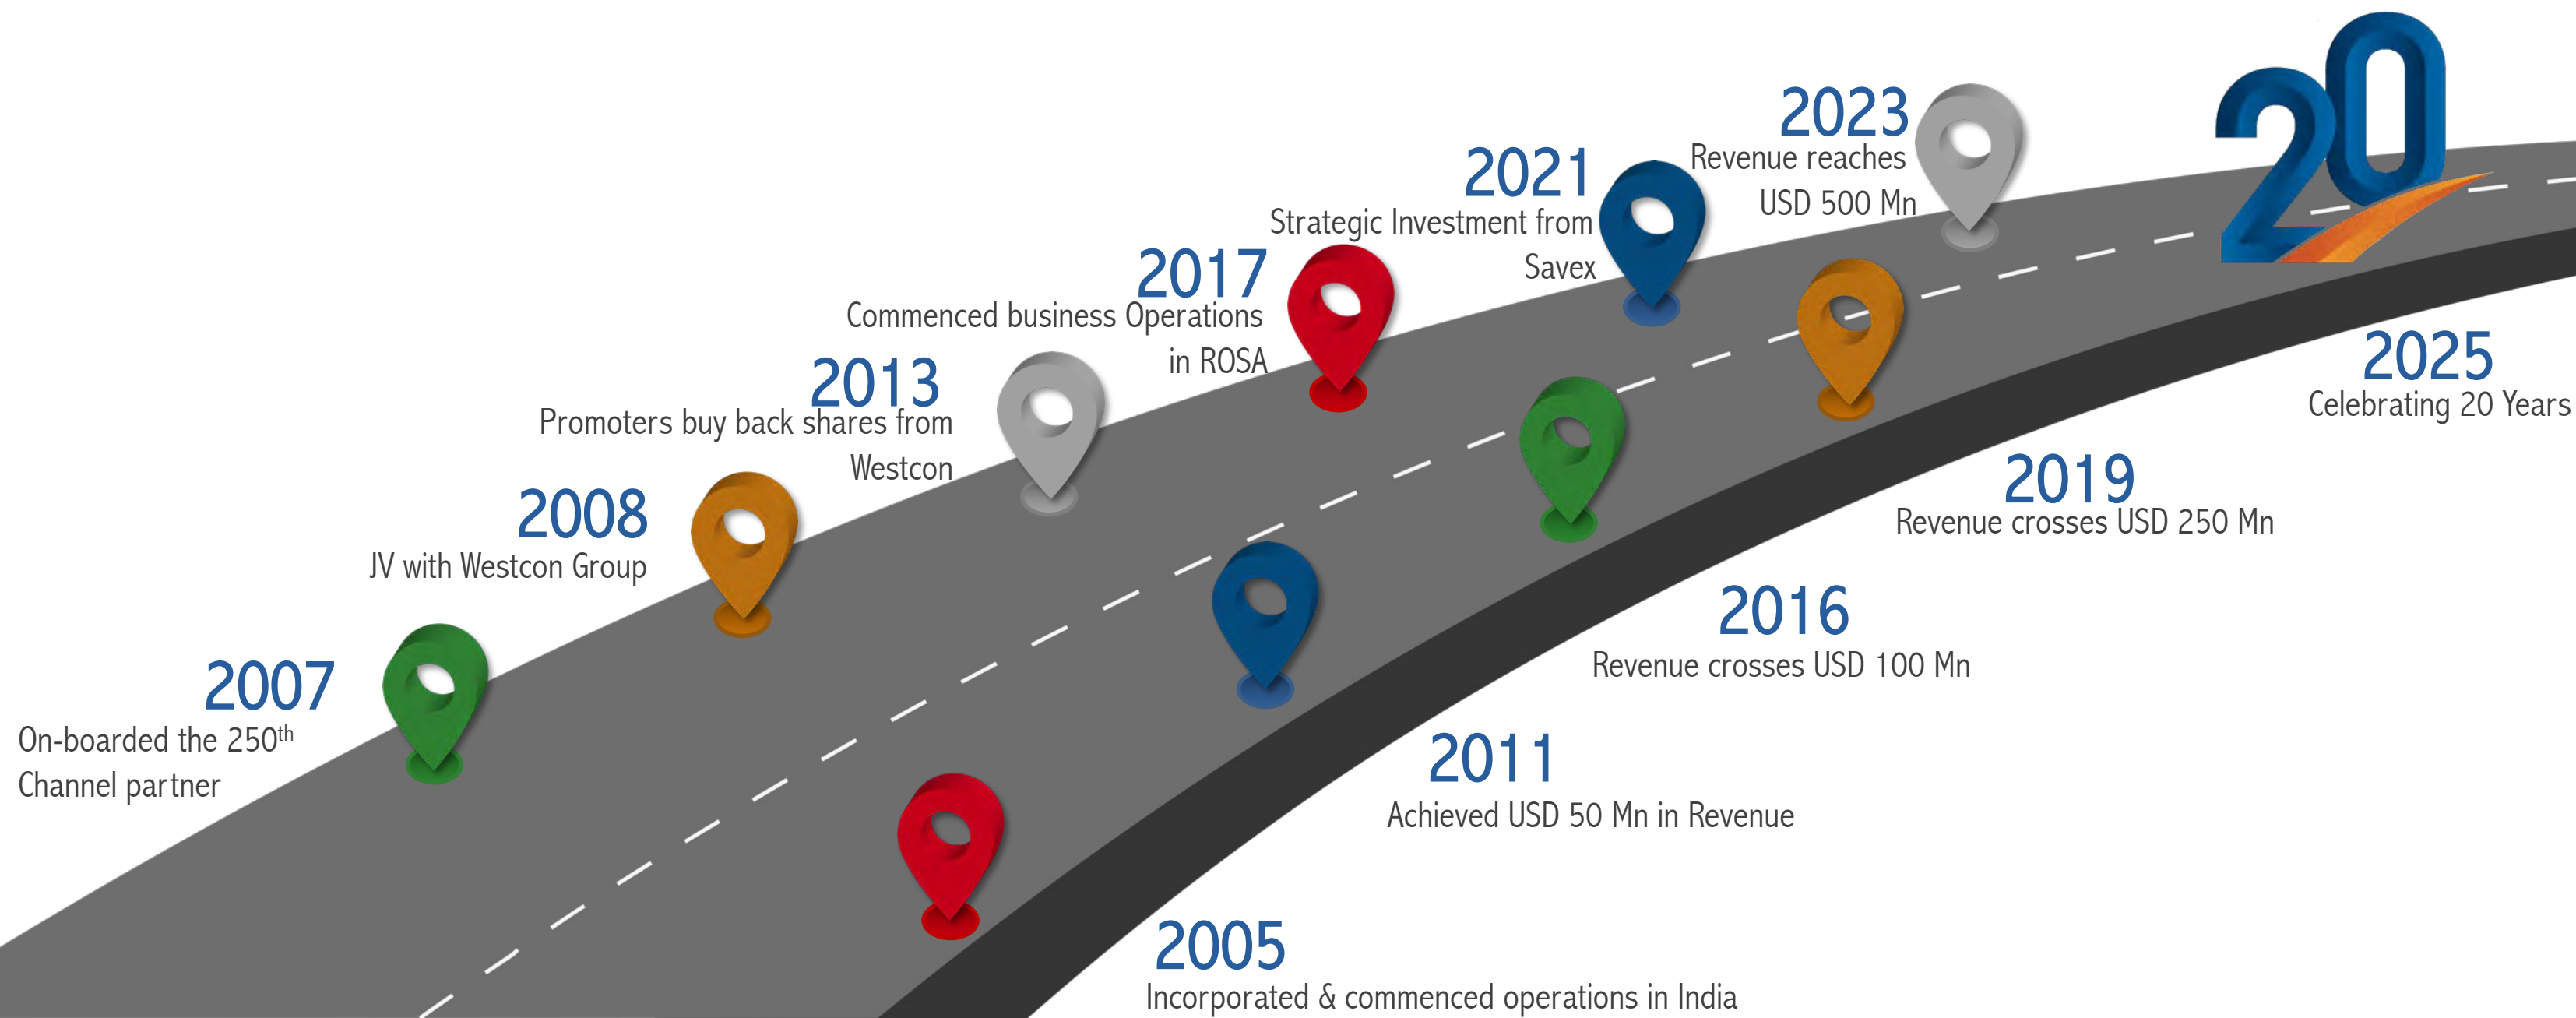 20
2023
Revenue reaches
USD 500 Mn
2021
Strategic Investment from
Savex
2017
Commenced business Operations
in ROSA
2013
Promoters buy back shares from
Westcon
2008
JV with Westcon Group
2007
On-boarded the 250th
Channel partner
2025
Celebrating 20 Years
2019
Revenue crosses USD 250 Mn
2016
Revenue crosses USD 100 Mn
2011
Achieved USD 50 Mn in Revenue
2005
Incorporated & commenced operations in India